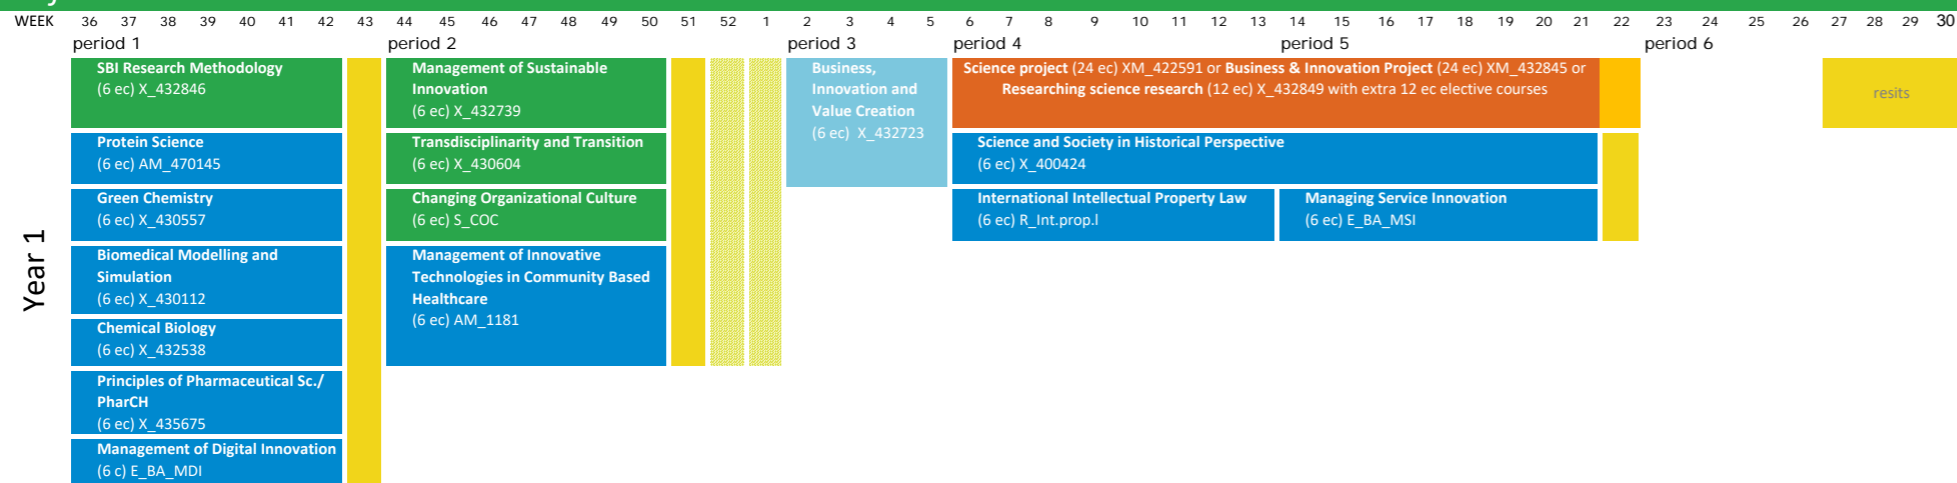 WEEK 36 37 38 39 40 41 42 43 44 45 46 47 48 49 50 51 52 1 2 3 4 5 6 7 8 9 10 11 12 13 14 15 16 17 18 19 20 21 22 23 24 25 26 27 28 29 30
period 1 period 2 period 3 period 4 period 5 period 6
Year 1
SBI Research Methodology
(6 ec) X_432846
Protein Science
(6 ec) AM_470145
Green Chemistry
(6 ec) X_430557
Biomedical Modelling and
Simulation
(6 ec) X_430112
Chemical Biology
(6 ec) X_432538
Principles of Pharmaceutical Sc./
PharCH
(6 ec) X_435675
Management of Digital Innovation
(6 c) E_BA_MDI
Management of Sustainable
Innovation
(6 ec) X_432739
Transdisciplinarity and Transition
(6 ec) X_430604
Changing Organizational Culture
(6 ec) S_COC
Management of Innovative
Technologies in Community Based
Healthcare
(6 ec) AM_1181
Business,
Innovation and
Value Creation
(6 ec) X_432723
Science project (24 ec) XM_422591 or Business & Innovation Project (24 ec) XM_432845 or
Researching science research (12 ec) X_432849 with extra 12 ec elective courses
Science and Society in Historical Perspective
(6 ec) X_400424
International Intellectual Property Law
(6 ec) R_Int.prop.l
Managing Service Innovation
(6 ec) E_BA_MSI
resits